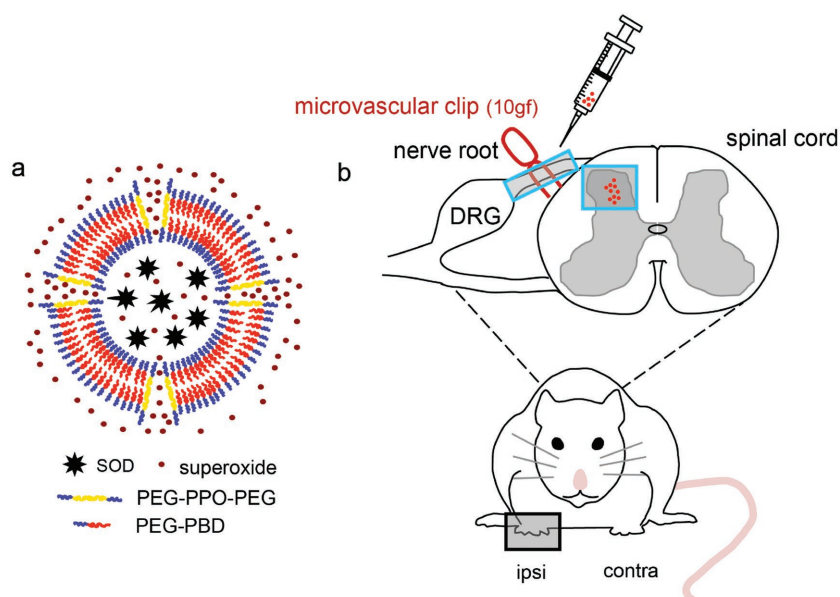 a
SOD
superoxide
PEG-PPO-PEG
PEG-PBD
b
microvascular clip (10gf)
nerve root
spinal cord
DRG
ipsi
contra